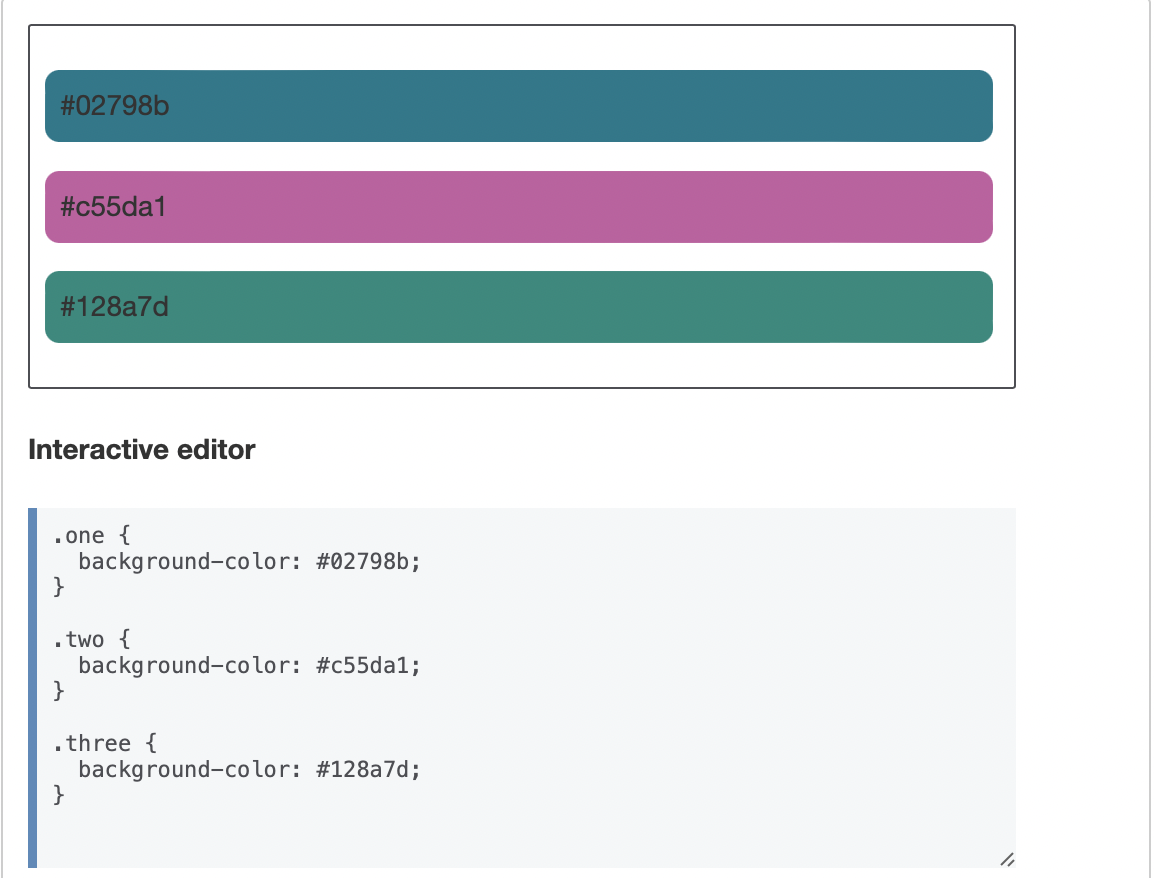 #02798b
#c55da1
#128a7d
Interactive editor
.one {
  background-color: #02798b;
}
.two {
  background-color: #c55da1;
}
.three {
  background-color: #128a7d;
}